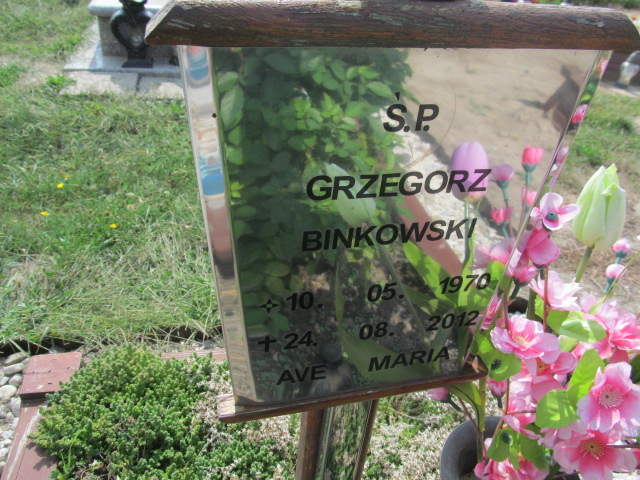 Ś.P.
GRZEGORZ
BINKOWSKI
10. 05. 1970
24. 08. 2012
AVE MARIA